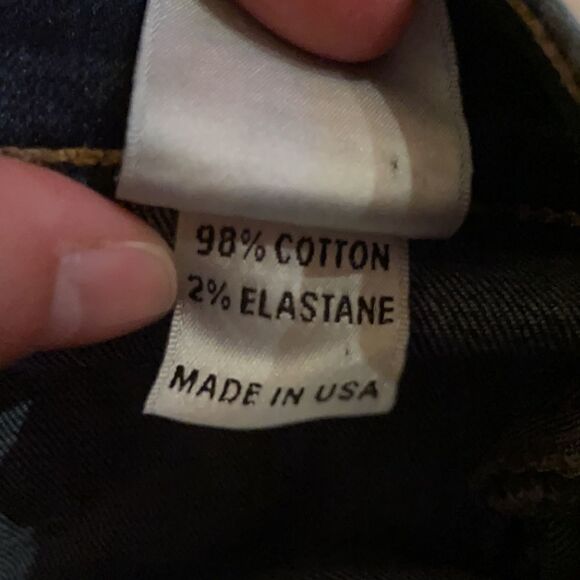 98% COTTON
2% ELASTANE
MADE IN USA